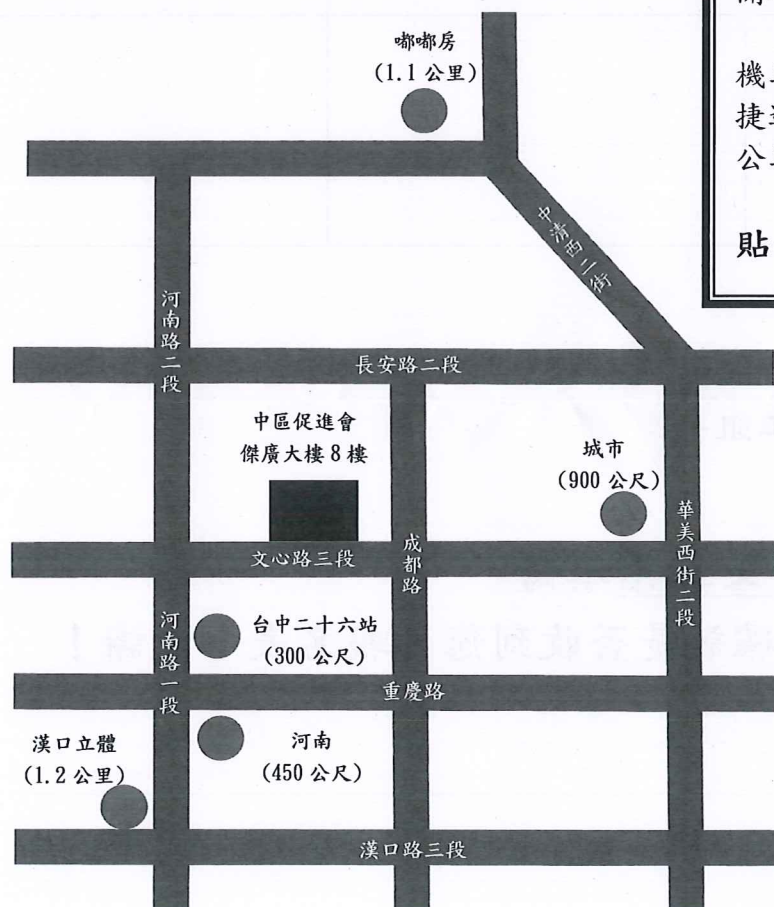 嘟嘟房
(1.1 公里)
機
捷
公
貼
中清西二街
河南路二段
長安路二段
中區促進會
傑廣大樓 8 樓
城市
(900 公尺)
華美西街二段
文心路三段
成都路
河南路一段
台中二十六站
(300 公尺)
重慶路
漢口立體
(1.2 公里)
河南
(450 公尺)
漢口路三段